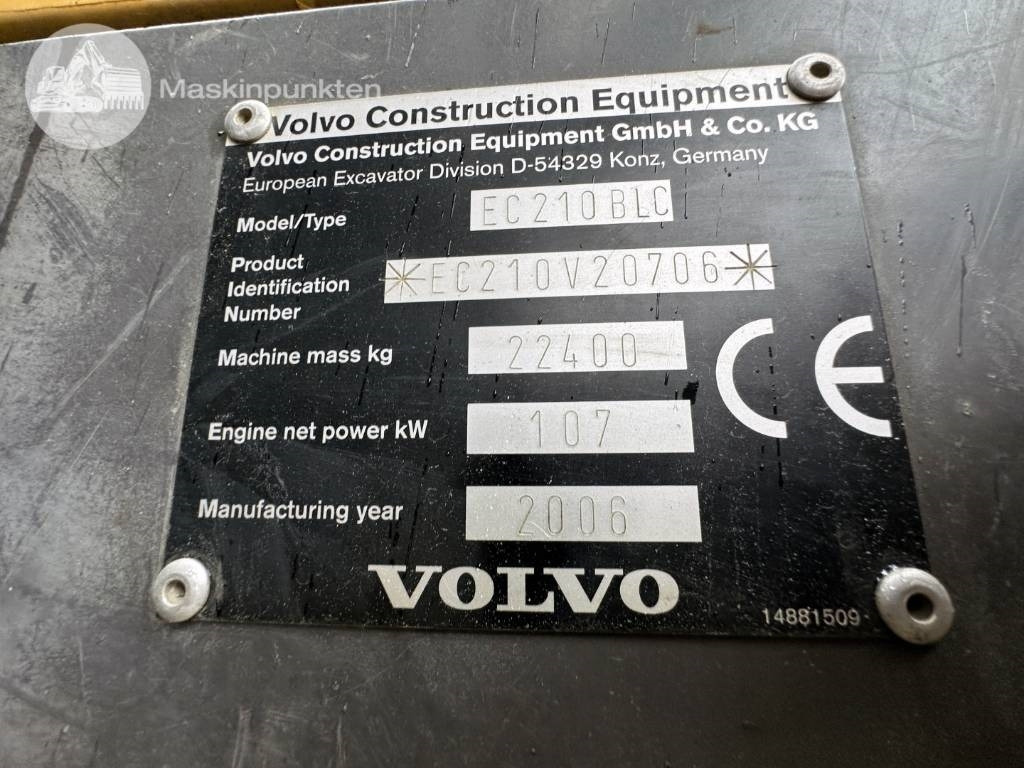 Maskinpunkten
Volvo Construction Equipment
Volvo Construction Equipment GmbH & Co. KG
European Excavator Division D-54329 Konz, Germany
Model/Type EC210BLC
Product
Identification
Number
*EC210V20706*
Machine mass kg 22400
Engine net power kW 107
Manufacturing year 2006
CE
VOLVO
14881509